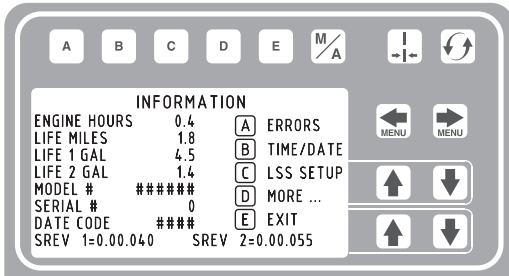 A B C D E M/A
INFORMATION
ENGINE HOURS 0.4 A ERRORS
LIFE MILES 1.8 B TIME/DATE
LIFE 1 GAL 4.5 C LSS SETUP
LIFE 2 GAL 1.4 D MORE ...
MODEL # ######
SERIAL # 0 E EXIT
DATE CODE ####
SREV 1=0.00.040 SREV 2=0.00.055
MENU MENU